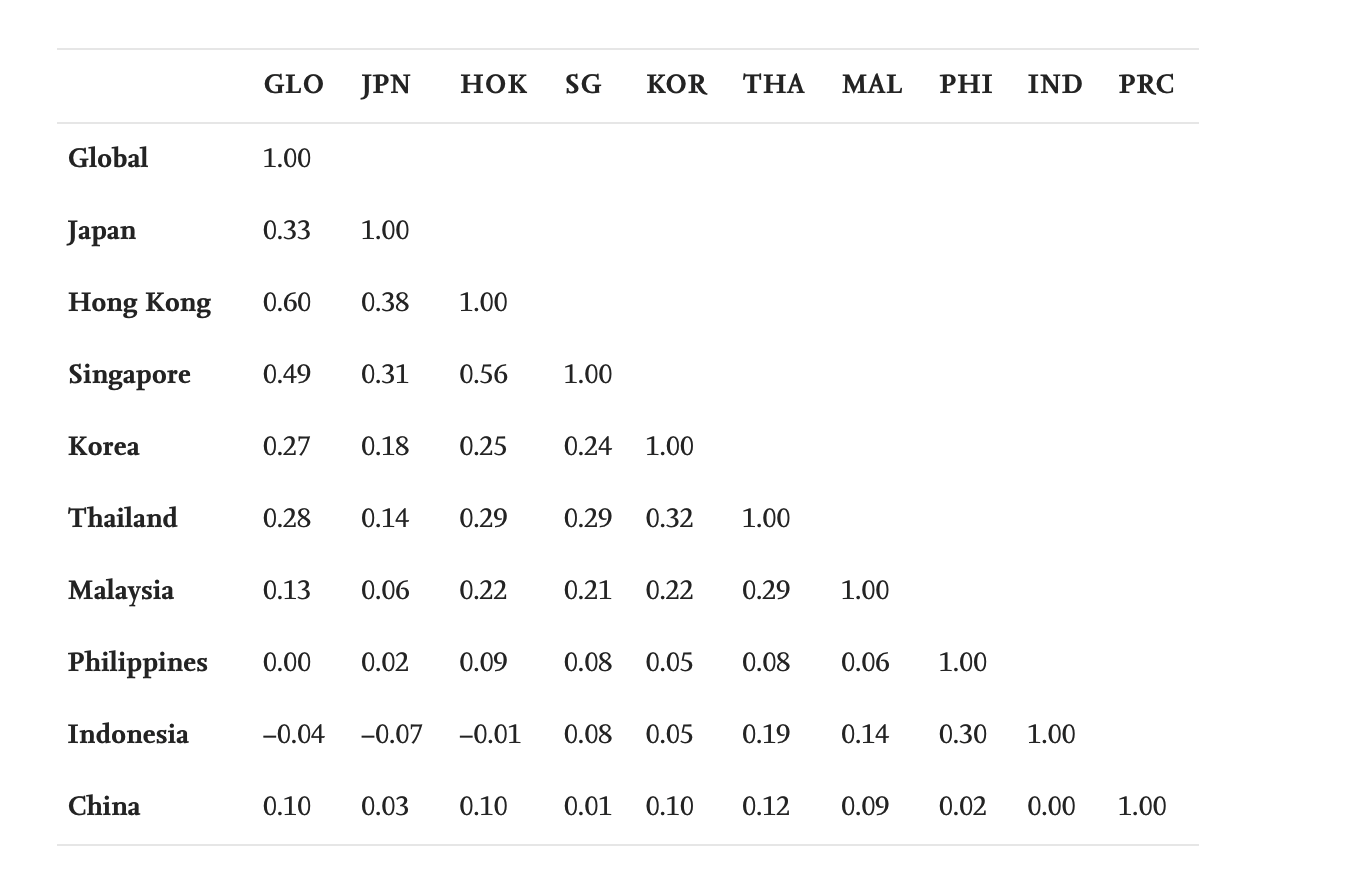 GLO JPN HOK SG KOR THA MAL PHI IND PRC
Global 1.00
Japan 0.33 1.00
Hong Kong 0.60 0.38 1.00
Singapore 0.49 0.31 0.56 1.00
Korea 0.27 0.18 0.25 0.24 1.00
Thailand 0.28 0.14 0.29 0.29 0.32 1.00
Malaysia 0.13 0.06 0.22 0.21 0.22 0.29 1.00
Philippines 0.00 0.02 0.09 0.08 0.05 0.08 0.06 1.00
Indonesia –0.04 –0.07 –0.01 0.08 0.05 0.19 0.14 0.30 1.00
China 0.10 0.03 0.10 0.01 0.10 0.12 0.09 0.02 0.00 1.00